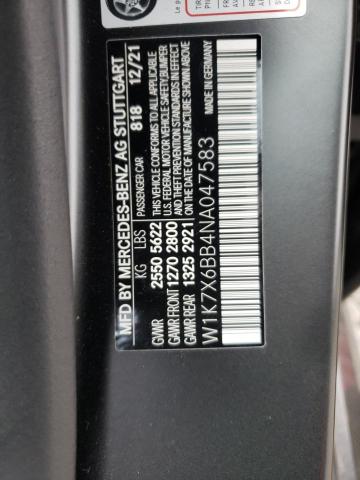 MFD BY MERCEDES-BENZ AG STUTTGART
PASSENGER CAR 818 12/21
KG LBS
GVWR 2550 5622
GAWR FRONT 1270 2800
GAWR REAR 1325 2921
THIS VEHICLE CONFORMS TO ALL APPLICABLE
U.S. FEDERAL MOTOR VEHICLE SAFETY,BUMPER
AND THEFT PREVENTION STANDARDS IN EFFECT
ON THE DATE OF MANUFACTURE SHOWN ABOVE
W1K7X6BB4NA047583
MADE IN GERMANY